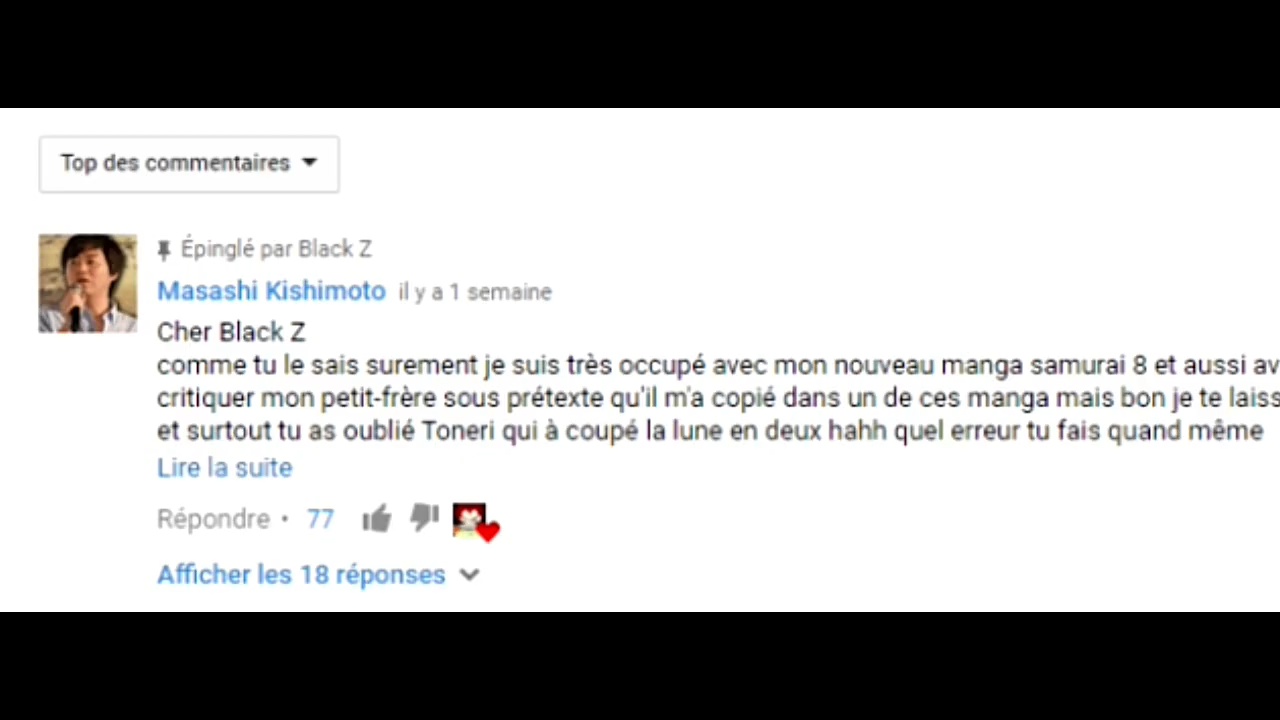 Top des commentaires
Épinglé par Black Z
Masashi Kishimoto il y a 1 semaine
Cher Black Z
comme tu le sais surement je suis très occupé avec mon nouveau manga samurai 8 et aussi
critiquer mon petit-frère sous prétexte qu'il m'a copié dans un de ces manga mais bon je te
et surtout tu as oublié Toneri qui à coupé la lune en deux hahh quel erreur tu fais quand même
Lire la suite
Répondre • 77
Afficher les 18 réponses